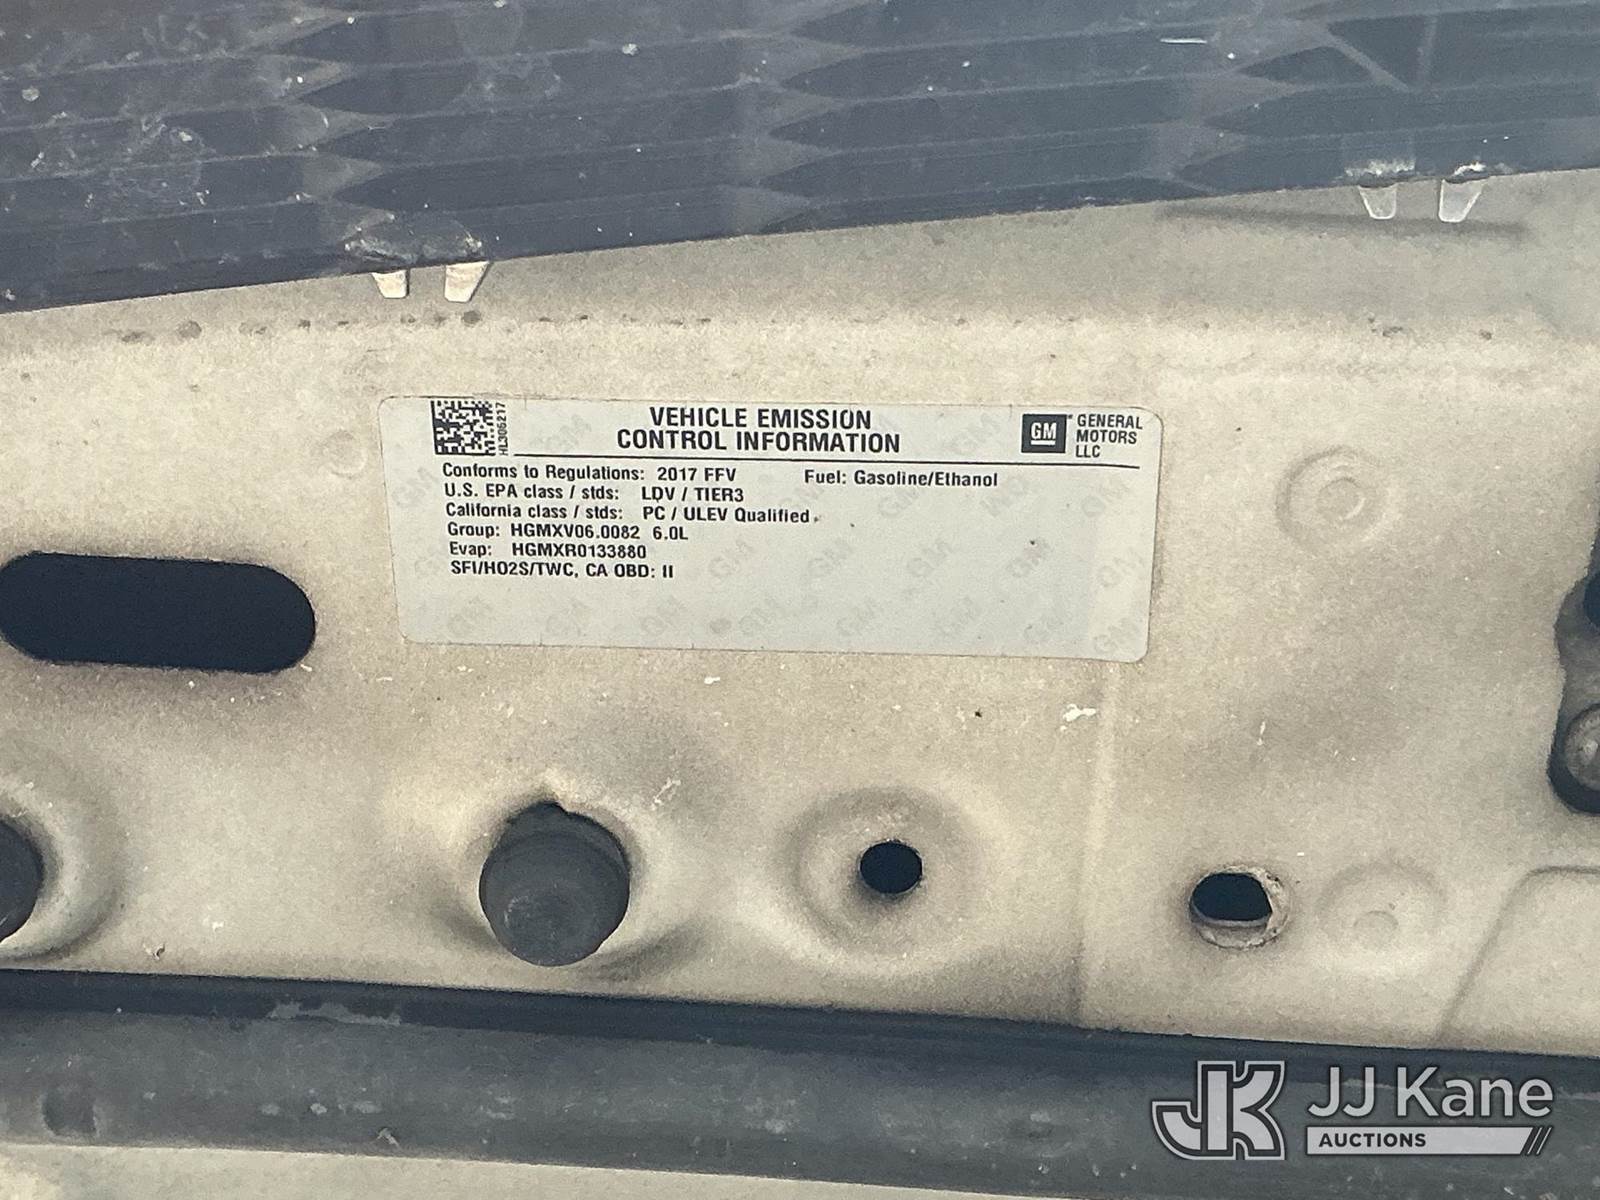 HL306217
VEHICLE EMISSION
CONTROL INFORMATION
GM
GENERAL
MOTORS
LLC
Conforms to Regulations: 2017 FFV Fuel: Gasoline/Ethanol
U.S. EPA class / stds: LDV / TIER3
California class / stds: PC / ULEV Qualified
Group: HGMXV06.0082 6.0L
Evap: HGMXR0133880
SFI/HO2S/TWC, CA OBD: II
JK JJ Kane
AUCTIONS